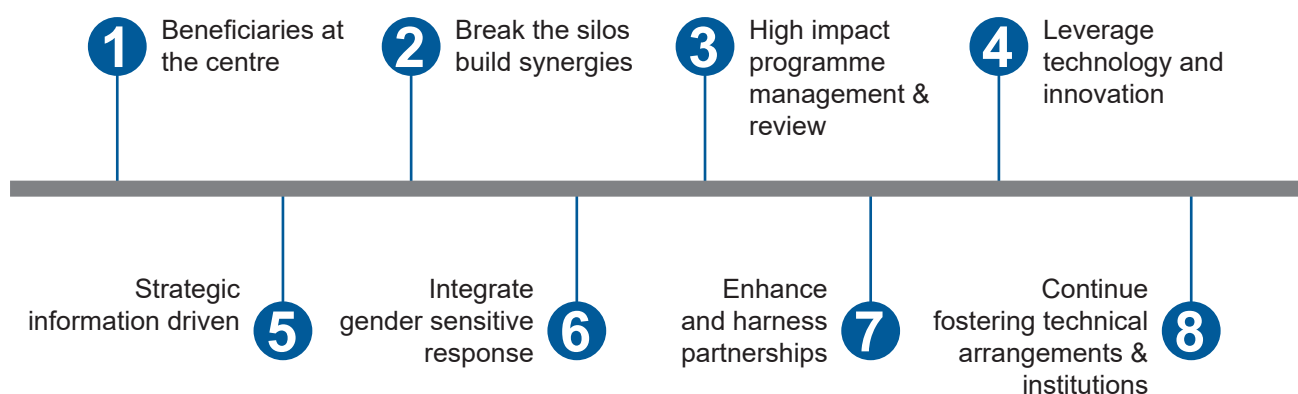 1
Beneficiaries at
the centre
2
Break the silos
build synergies
3
High impact
programme
management &
review
4
Leverage
technology and
innovation
Strategic
information driven
5
Integrate
gender sensitive
response
6
Enhance
and harness
partnerships
7
Continue
fostering technical
arrangements &
institutions
8